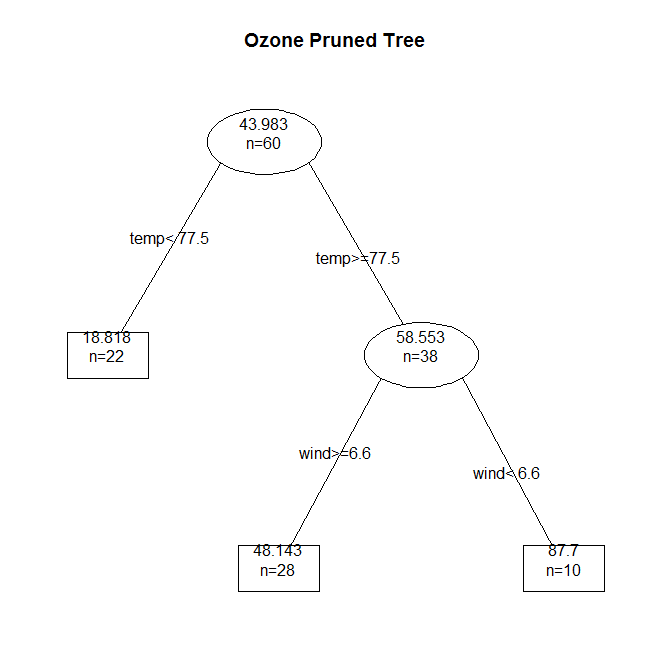 Ozone Pruned Tree
43.983
n=60
temp< 77.5
temp>=77.5
18.818
n=22
58.553
n=38
wind>=6.6
wind< 6.6
48.143
n=28
87.7
n=10